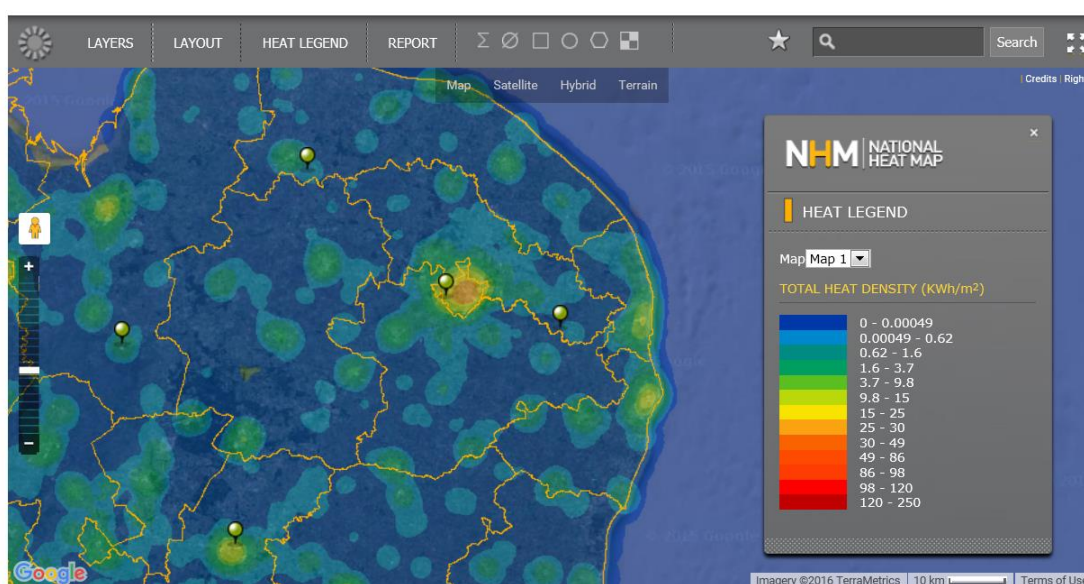 LAYERS LAYOUT HEAT LEGEND REPORT Search
Map Satellite Hybrid Terrain
Credits | Righ
NHM NATIONAL HEAT MAP
HEAT LEGEND
Map Map 1
TOTAL HEAT DENSITY (KWh/m²)
0 - 0.00049
0.00049 - 0.62
0.62 - 1.6
1.6 - 3.7
3.7 - 9.8
9.8 - 15
15 - 25
25 - 30
30 - 49
49 - 86
86 - 98
98 - 120
120 - 250
Google
Imagery ©2016 TerraMetrics 10 km Terms of Use